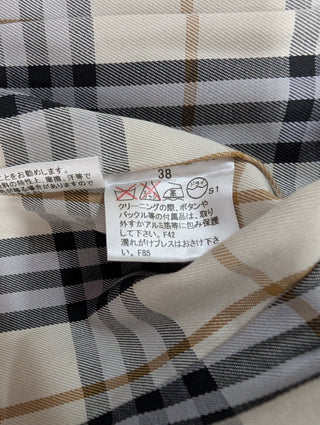 38
S1
クリーニングの際、ボタンや
バックル等の付属品は、取り
外すかアルミ箔等に包み保護
して下さい。F42
濡れがけプレスはおさけ下さ
い。F85
ことをお勧めします。